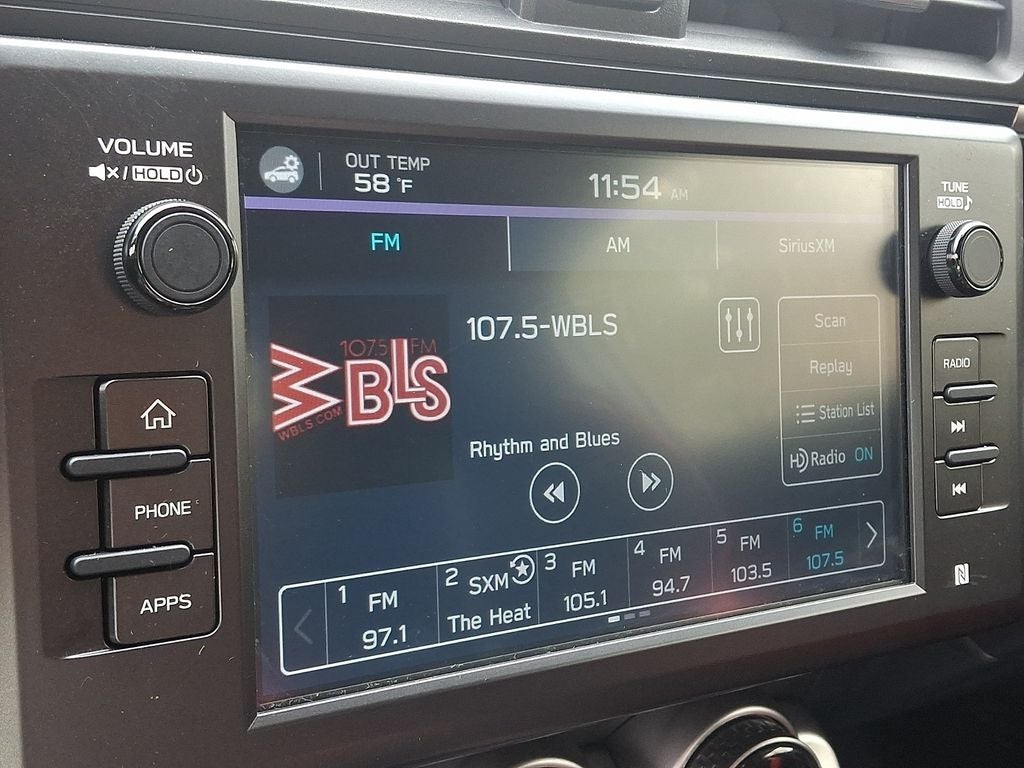 VOLUME
/ HOLD
OUT TEMP
58 °F
11:54 AM
TUNE
HOLD
FM
AM
SiriusXM
107.5 FM
WBLS
WBLS.COM
107.5-WBLS
Rhythm and Blues
Scan
Replay
Station List
HD Radio ON
RADIO
PHONE
APPS
1 FM 97.1
2 SXM The Heat
3 FM 105.1
4 FM 94.7
5 FM 103.5
6 FM 107.5
N